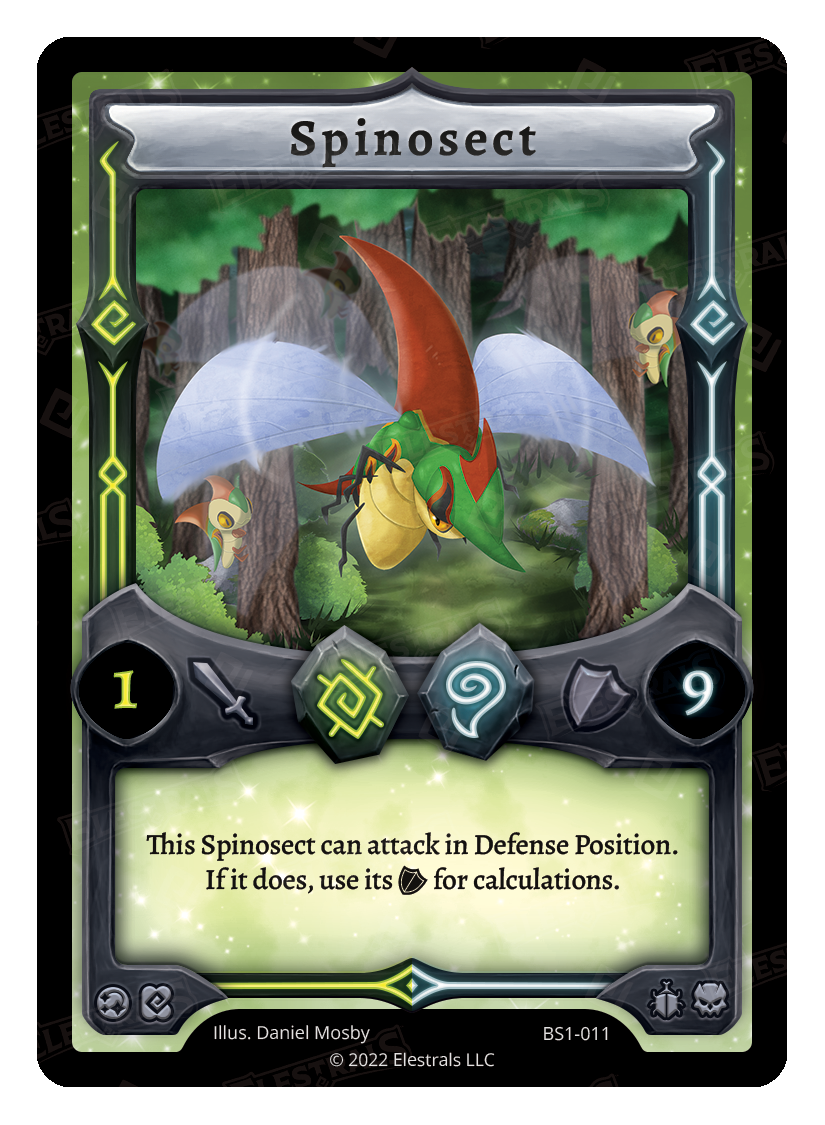 Spinosect
1
9
This Spinosect can attack in Defense Position.
If it does, use its for calculations.
Illus. Daniel Mosby
BS1-011
© 2022 Elestrals LLC
ELESTRALS